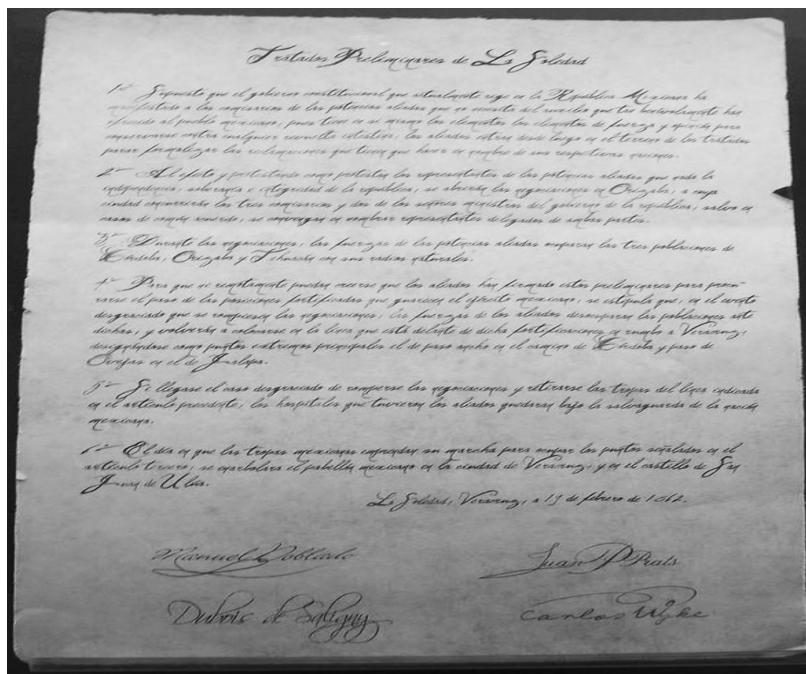 Tratados Preliminares de La Soledad
1º Supuesto que el gobierno constitucional que actualmente rige en la República Mexicana ha
manifestado a los comisarios de las potencias aliadas que no necesita del auxilio que tan benévolamente han
ofrecido al pueblo mexicano, pues tiene en sí mismo los elementos los elementos de fuerza y opinión para
conservarse contra cualquier revuelta intestina; los aliados entran desde luego en el terreno de los tratados
para formalizar las reclamaciones que tienen que hacer en nombre de sus respectivas naciones.
2º Al efecto y protestando como protestan los representantes de las potencias aliadas que nada la
independencia, soberanía e integridad de la república, se abrirán las negociaciones en Orizaba, a cuya
ciudad concurrirán los tres comisarios y dos de los señores ministros del gobierno de la república, salvo en
casos de común acuerdo, se convenga en nombrar representantes delegados de ambas partes.
3º Durante las negociaciones, las fuerzas de las potencias aliadas ocuparán las tres poblaciones de
Córdoba, Orizaba y Tehuacán con sus radios naturales.
4º Para que ni remotamente puedan creerse que los aliados han firmado estos preliminares para procu-
rarse el paso de las posiciones fortificadas que guarnece el ejército mexicano, se estipula que, en el evento
desgraciado que se rompiesen las negociaciones, las fuerzas de los aliados desocuparán las poblaciones ante
dichas, y volverán a colocarse en la línea que está delante de dicha fortificaciones en rumbo a Veracruz,
designándose como puntos extremos principales el de paso ancho en el camino de Córdoba y paso de
Ovejas en el de Jalapa.
5º Si llegase el caso desgraciado de romperse las negociaciones y retirarse las tropas del línea indicada
en el artículo precedente, los hospitales que tuvieren los aliados quedarán bajo la salvaguarda de la nación
mexicana.
6º El día en que las tropas mexicanas emprendan su marcha para ocupar los puntos señalados en el
artículo tercero, se enarbolara el pabellón mexicano en la ciudad de Veracruz, y en el castillo de San
Juan de Ulúa.
La Soledad, Veracruz, a 19 de febrero de 1862.
Manuel Doblado
Juan P Prats
Dubois de Saligny
Carlos Wyke